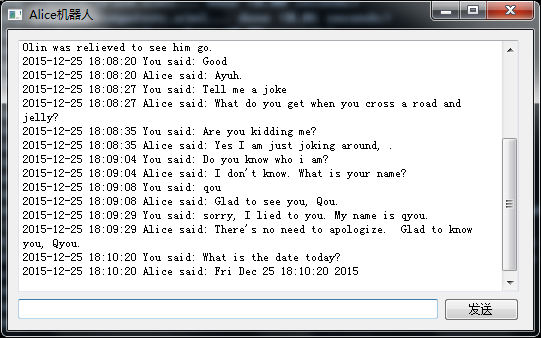 Alice机器人
Olin was relieved to see him go.
2015-12-25 18:08:20 You said: Good
2015-12-25 18:08:20 Alice said: Ayuh.
2015-12-25 18:08:27 You said: Tell me a joke
2015-12-25 18:08:27 Alice said: What do you get when you cross a road and
jelly?
2015-12-25 18:08:35 You said: Are you kidding me?
2015-12-25 18:08:35 Alice said: Yes I am just joking around, .
2015-12-25 18:09:04 You said: Do you know who i am?
2015-12-25 18:09:04 Alice said: I don't know. What is your name?
2015-12-25 18:09:08 You said: qou
2015-12-25 18:09:08 Alice said: Glad to see you, Qou.
2015-12-25 18:09:29 You said: sorry, I lied to you. My name is qyou.
2015-12-25 18:09:29 Alice said: There's no need to apologize.  Glad to know
you, Qyou.
2015-12-25 18:10:20 You said: What is the date today?
2015-12-25 18:10:20 Alice said: Fri Dec 25 18:10:20 2015
发送